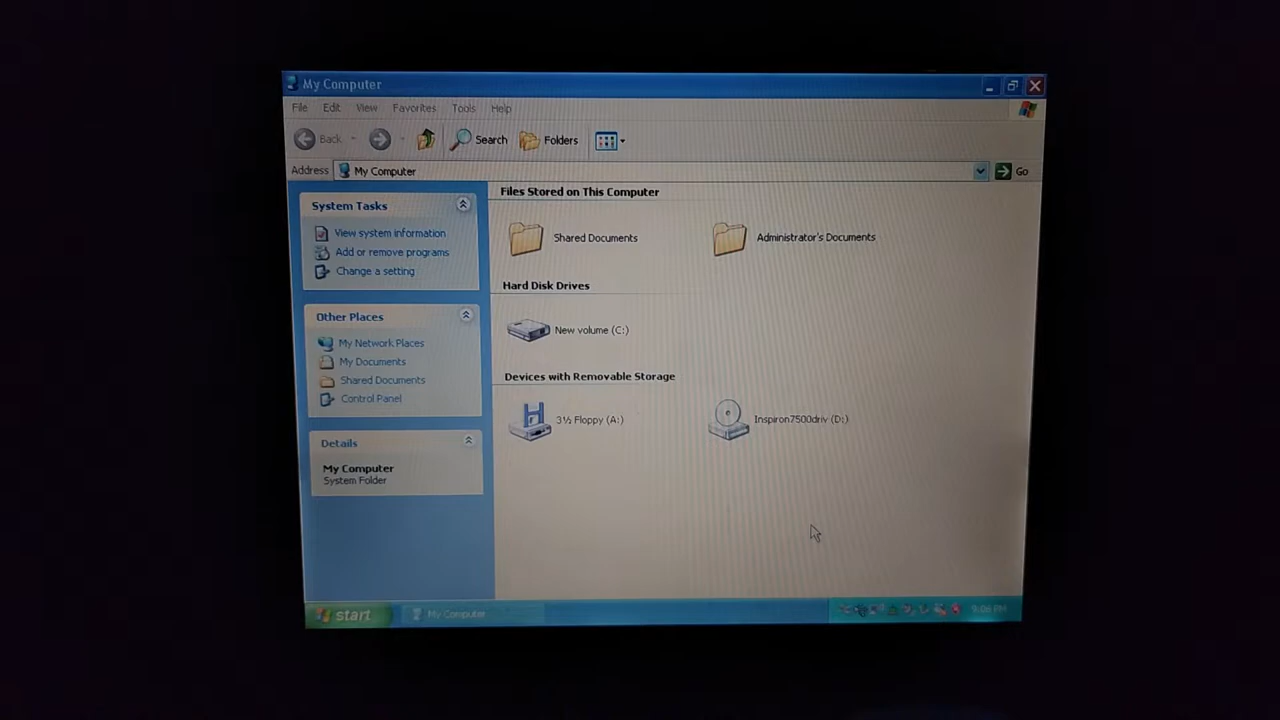 My Computer
File Edit View Favorites Tools Help
Back Search Folders
Address My Computer Go
System Tasks
View system information
Add or remove programs
Change a setting
Other Places
My Network Places
My Documents
Shared Documents
Control Panel
Details
My Computer
System Folder
Files Stored on This Computer
Shared Documents Administrator's Documents
Hard Disk Drives
New volume (C:)
Devices with Removable Storage
3½ Floppy (A:) Inspiron7500driv (D:)
start My Computer 9:06 PM